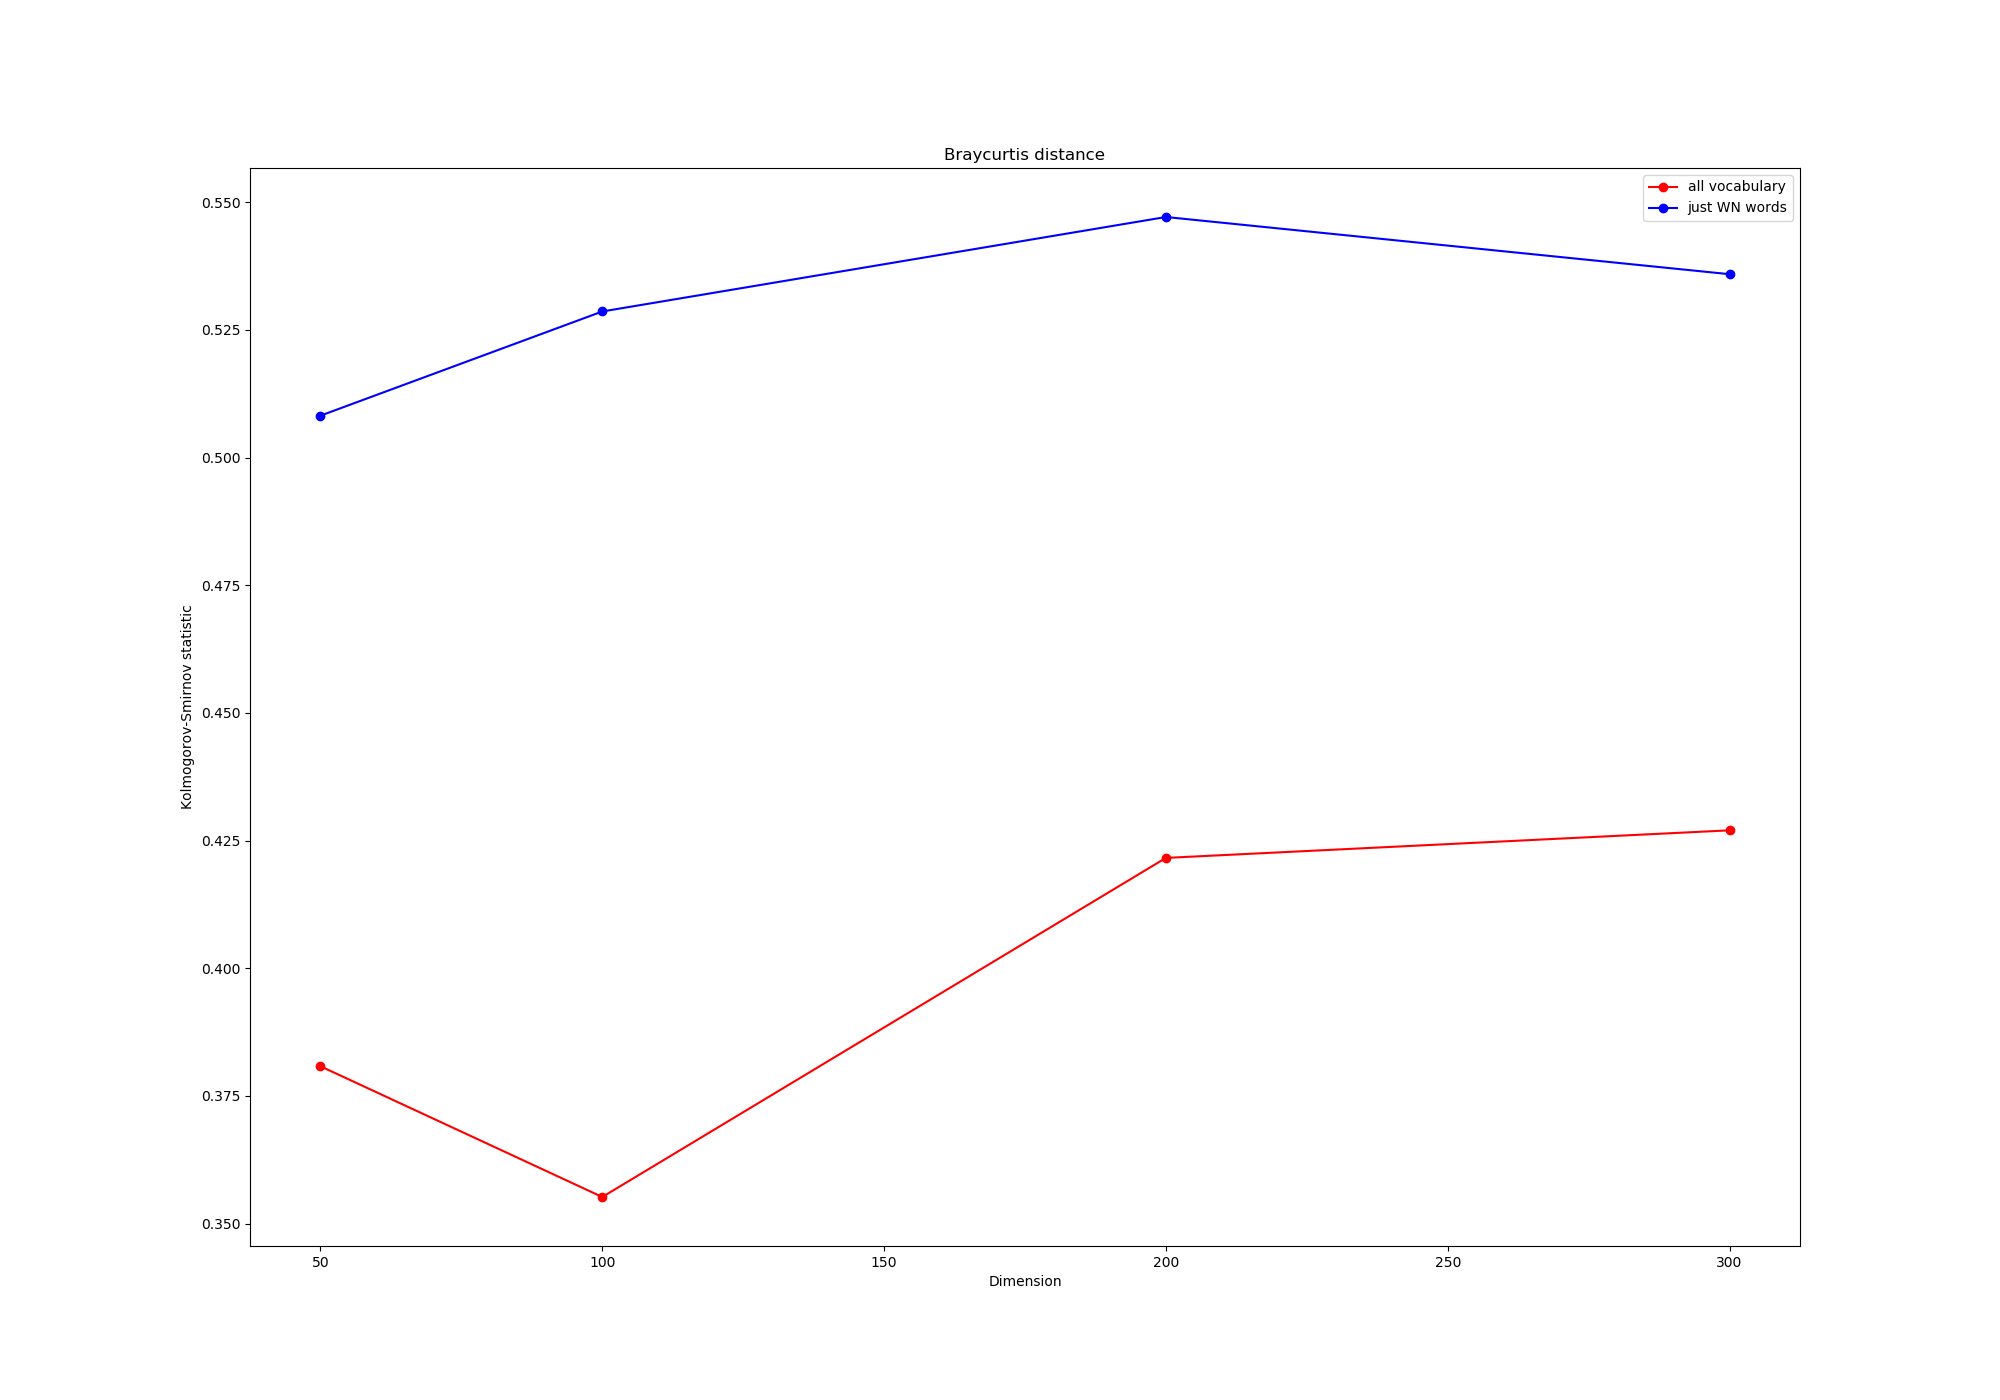 Braycurtis distance
all vocabulary
just WN words
Kolmogorov-Smirnov statistic
0.550
0.525
0.500
0.475
0.450
0.425
0.400
0.375
0.350
50 100 150 200 250 300
Dimension